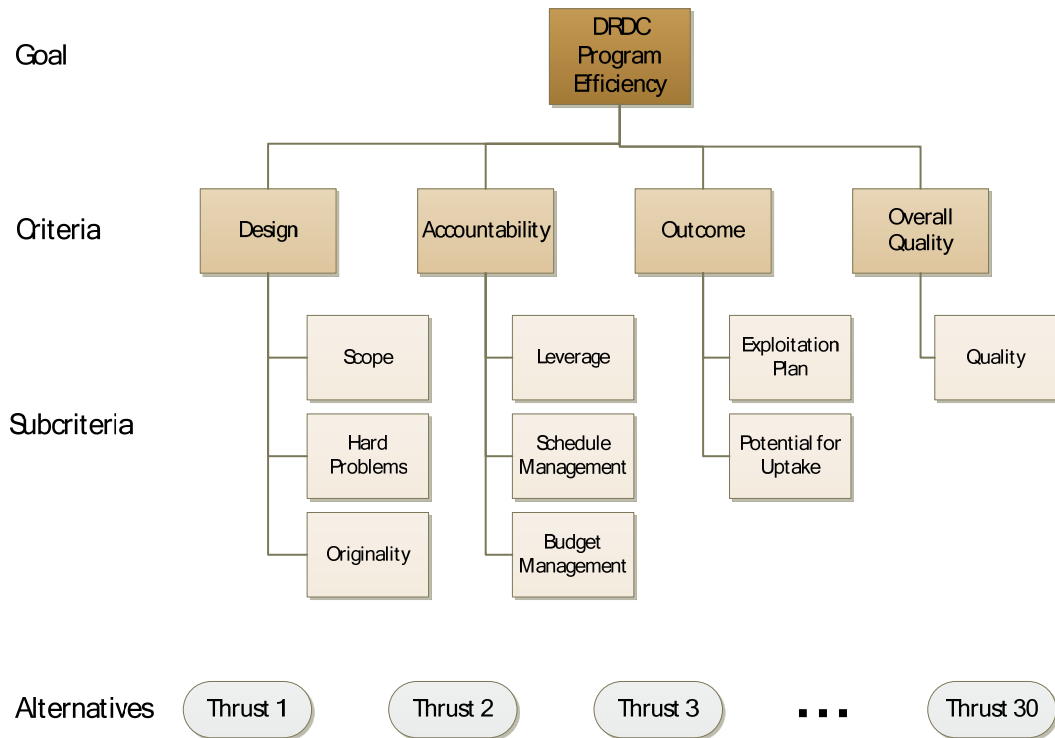 Goal
DRDC
Program
Efficiency
Criteria
Design
Accountability
Outcome
Overall
Quality
Subcriteria
Scope
Leverage
Exploitation
Plan
Quality
Hard
Problems
Schedule
Management
Potential for
Uptake
Originality
Budget
Management
Alternatives
Thrust 1
Thrust 2
Thrust 3
...
Thrust 30